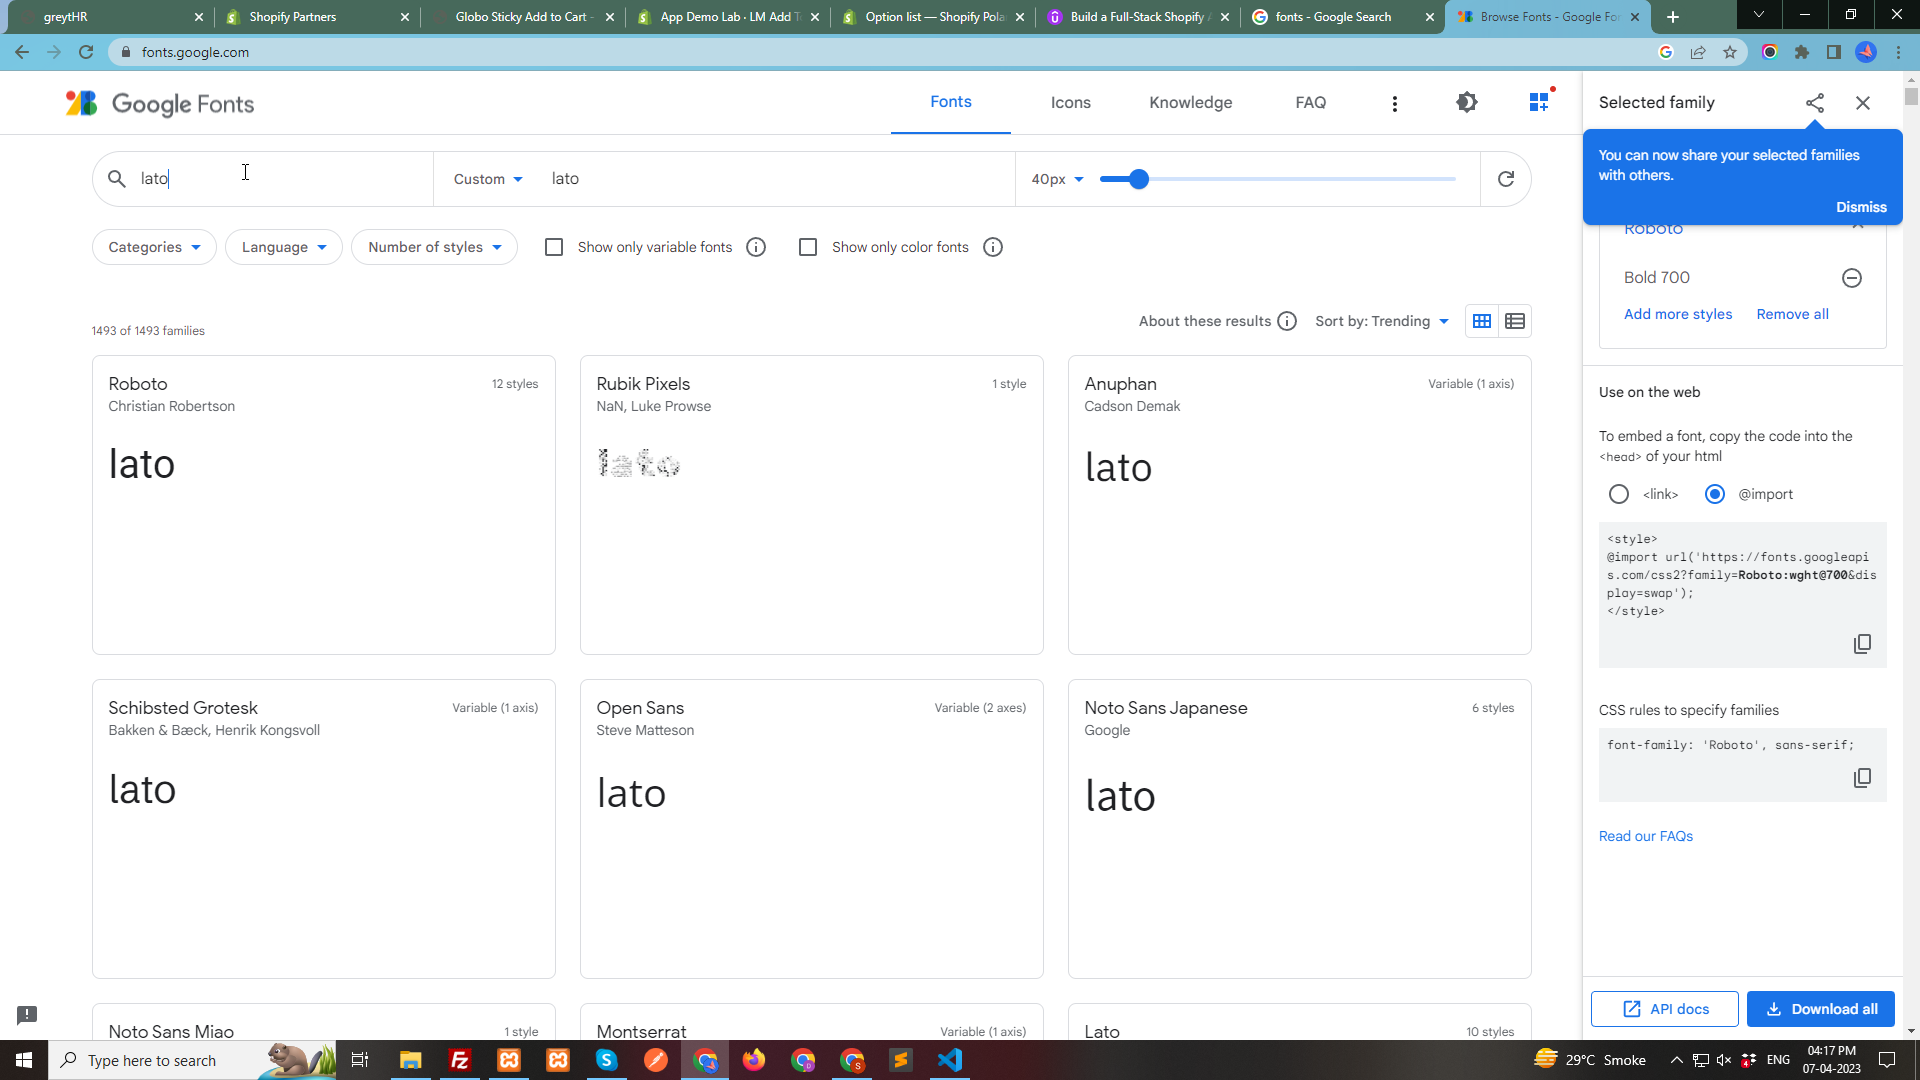 greytHR
Shopify Partners
Globo Sticky Add to Cart -
App Demo Lab · LM Add T
Option list — Shopify Pola
Build a Full-Stack Shopify A
fonts - Google Search
Browse Fonts - Google Fon
fonts.google.com
Google Fonts
Fonts
Icons
Knowledge
FAQ
Selected family
You can now share your selected families
with others.
Dismiss
lato
Custom
lato
40px
Roboto
Categories
Language
Number of styles
Show only variable fonts
Show only color fonts
Bold 700
Add more styles
Remove all
1493 of 1493 families
About these results
Sort by: Trending
Roboto
12 styles
Christian Robertson
lato
Rubik Pixels
1 style
NaN, Luke Prowse
lato
Anuphan
Variable (1 axis)
Cadson Demak
lato
Use on the web
To embed a font, copy the code into the
<head> of your html
<link>
@import
<style>
@import url('https://fonts.googleapi
s.com/css2?family=Roboto:wght@700&dis
play=swap');
</style>
CSS rules to specify families
font-family: 'Roboto', sans-serif;
Read our FAQs
Schibsted Grotesk
Variable (1 axis)
Bakken & Bæck, Henrik Kongsvoll
lato
Open Sans
Variable (2 axes)
Steve Matteson
lato
Noto Sans Japanese
6 styles
Google
lato
Noto Sans Miao
1 style
Montserrat
Variable (1 axis)
Lato
10 styles
API docs
Download all
Type here to search
29°C Smoke
ENG
04:17 PM
07-04-2023